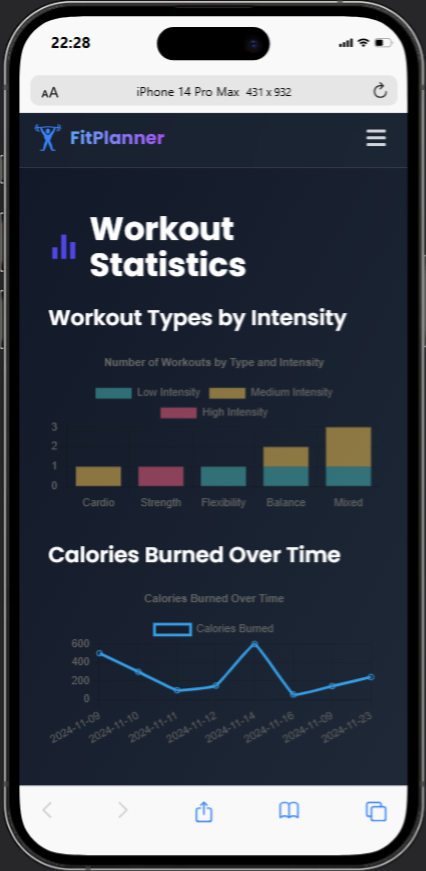 22:28
AA iPhone 14 Pro Max 431 x 932
FitPlanner
Workout
Statistics
Workout Types by Intensity
Number of Workouts by Type and Intensity
Low Intensity Medium Intensity
High Intensity
3
2
1
0
Cardio Strength Flexibility Balance Mixed
Calories Burned Over Time
Calories Burned Over Time
Calories Burned
600
400
200
0
2024-11-09 2024-11-10 2024-11-11 2024-11-12 2024-11-14 2024-11-16 2024-11-09 2024-11-23